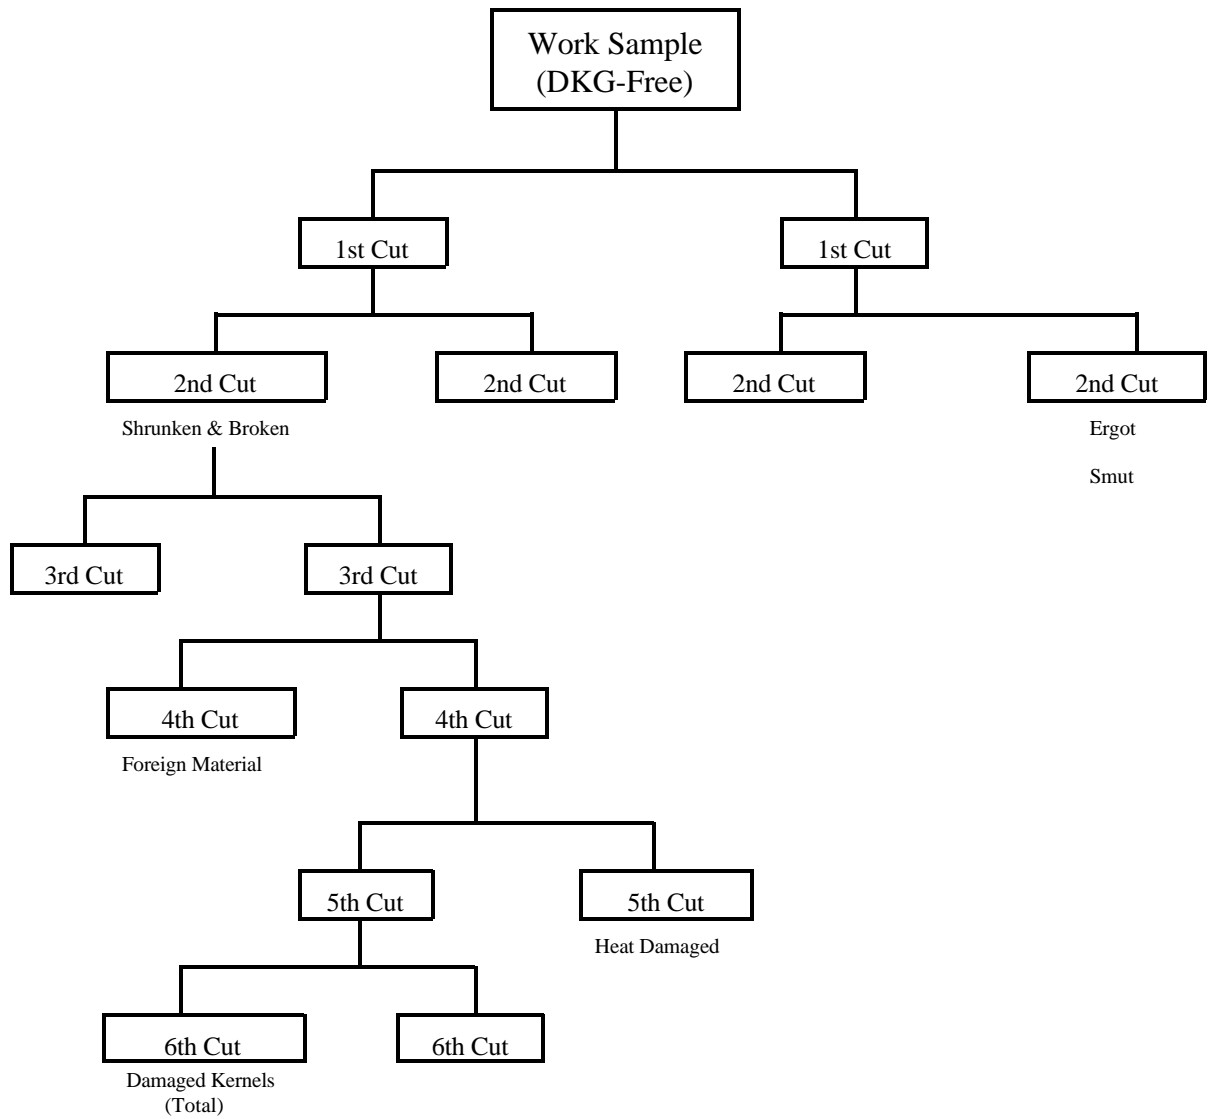 Work Sample
(DKG-Free)
1st Cut
1st Cut
2nd Cut
2nd Cut
2nd Cut
2nd Cut
Shrunken & Broken
Ergot
Smut
3rd Cut
3rd Cut
4th Cut
4th Cut
Foreign Material
5th Cut
5th Cut
Heat Damaged
6th Cut
6th Cut
Damaged Kernels
(Total)